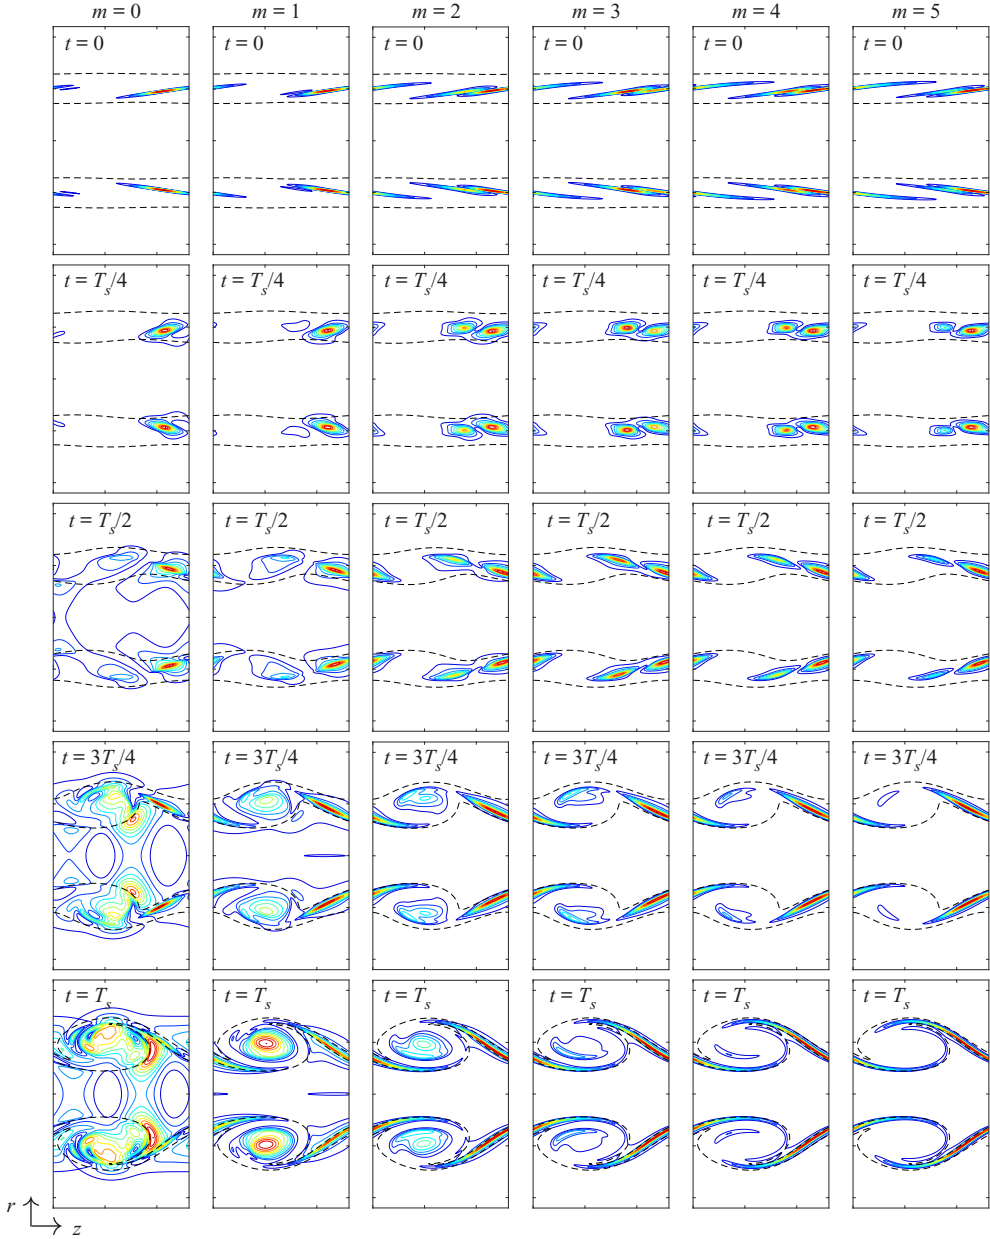 m = 0 m = 1 m = 2 m = 3 m = 4 m = 5
t = 0 t = 0 t = 0 t = 0 t = 0 t = 0
t = T_s/4 t = T_s/4 t = T_s/4 t = T_s/4 t = T_s/4 t = T_s/4
t = T_s/2 t = T_s/2 t = T_s/2 t = T_s/2 t = T_s/2 t = T_s/2
t = 3T_s/4 t = 3T_s/4 t = 3T_s/4 t = 3T_s/4 t = 3T_s/4 t = 3T_s/4
t = T_s t = T_s t = T_s t = T_s t = T_s t = T_s
r
z